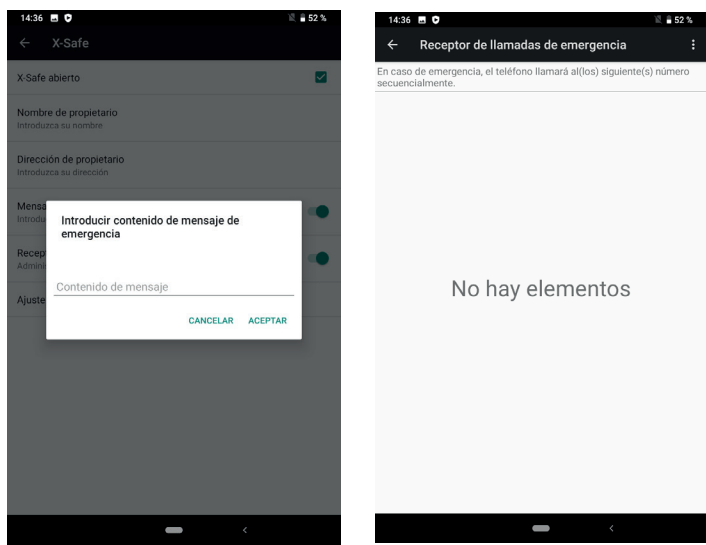 14:36
52 %
X-Safe
X-Safe abierto
Nombre de propietario
Introduzca su nombre
Dirección de propietario
Introduzca su dirección
Mensa
Introdu
Introducir contenido de mensaje de
emergencia
Contenido de mensaje
CANCELAR ACEPTAR
Recep
Admini
Ajuste
14:36
52 %
Receptor de llamadas de emergencia
En caso de emergencia, el teléfono llamará al(los) siguiente(s) número
secuencialmente.
No hay elementos